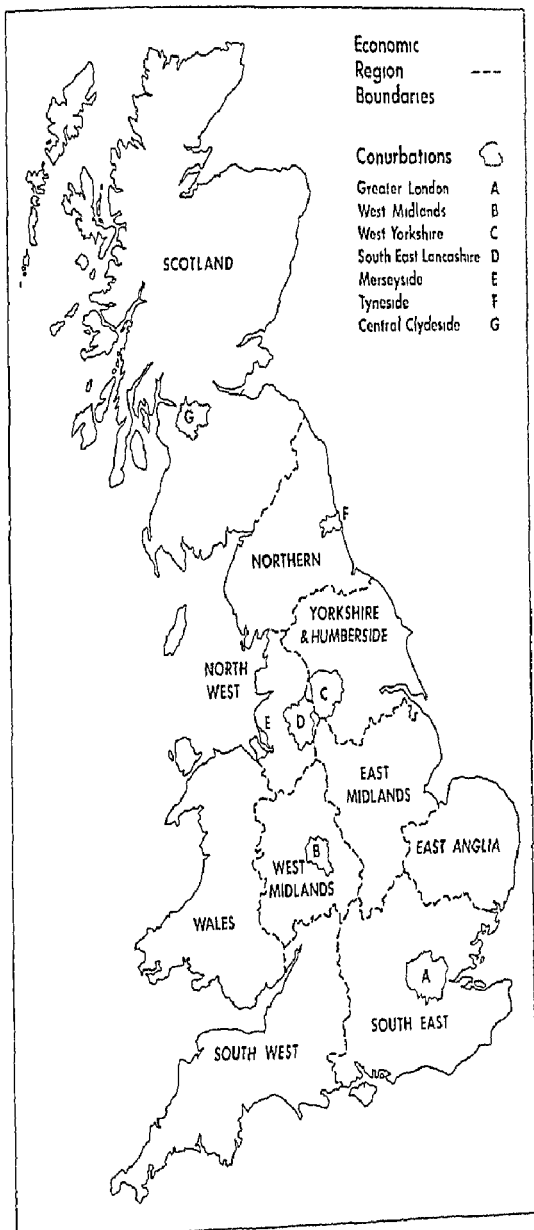 Economic
Region
Boundaries
Conurbations
Greater London A
West Midlands B
West Yorkshire C
South East Lancashire D
Merseyside E
Tyneside F
Central Clydeside G
SCOTLAND
G
F
NORTHERN
YORKSHIRE
& HUMBERSIDE
NORTH
WEST
C
E
D
EAST
MIDLANDS
EAST ANGLIA
B
WEST
MIDLANDS
WALES
A
SOUTH EAST
SOUTH WEST